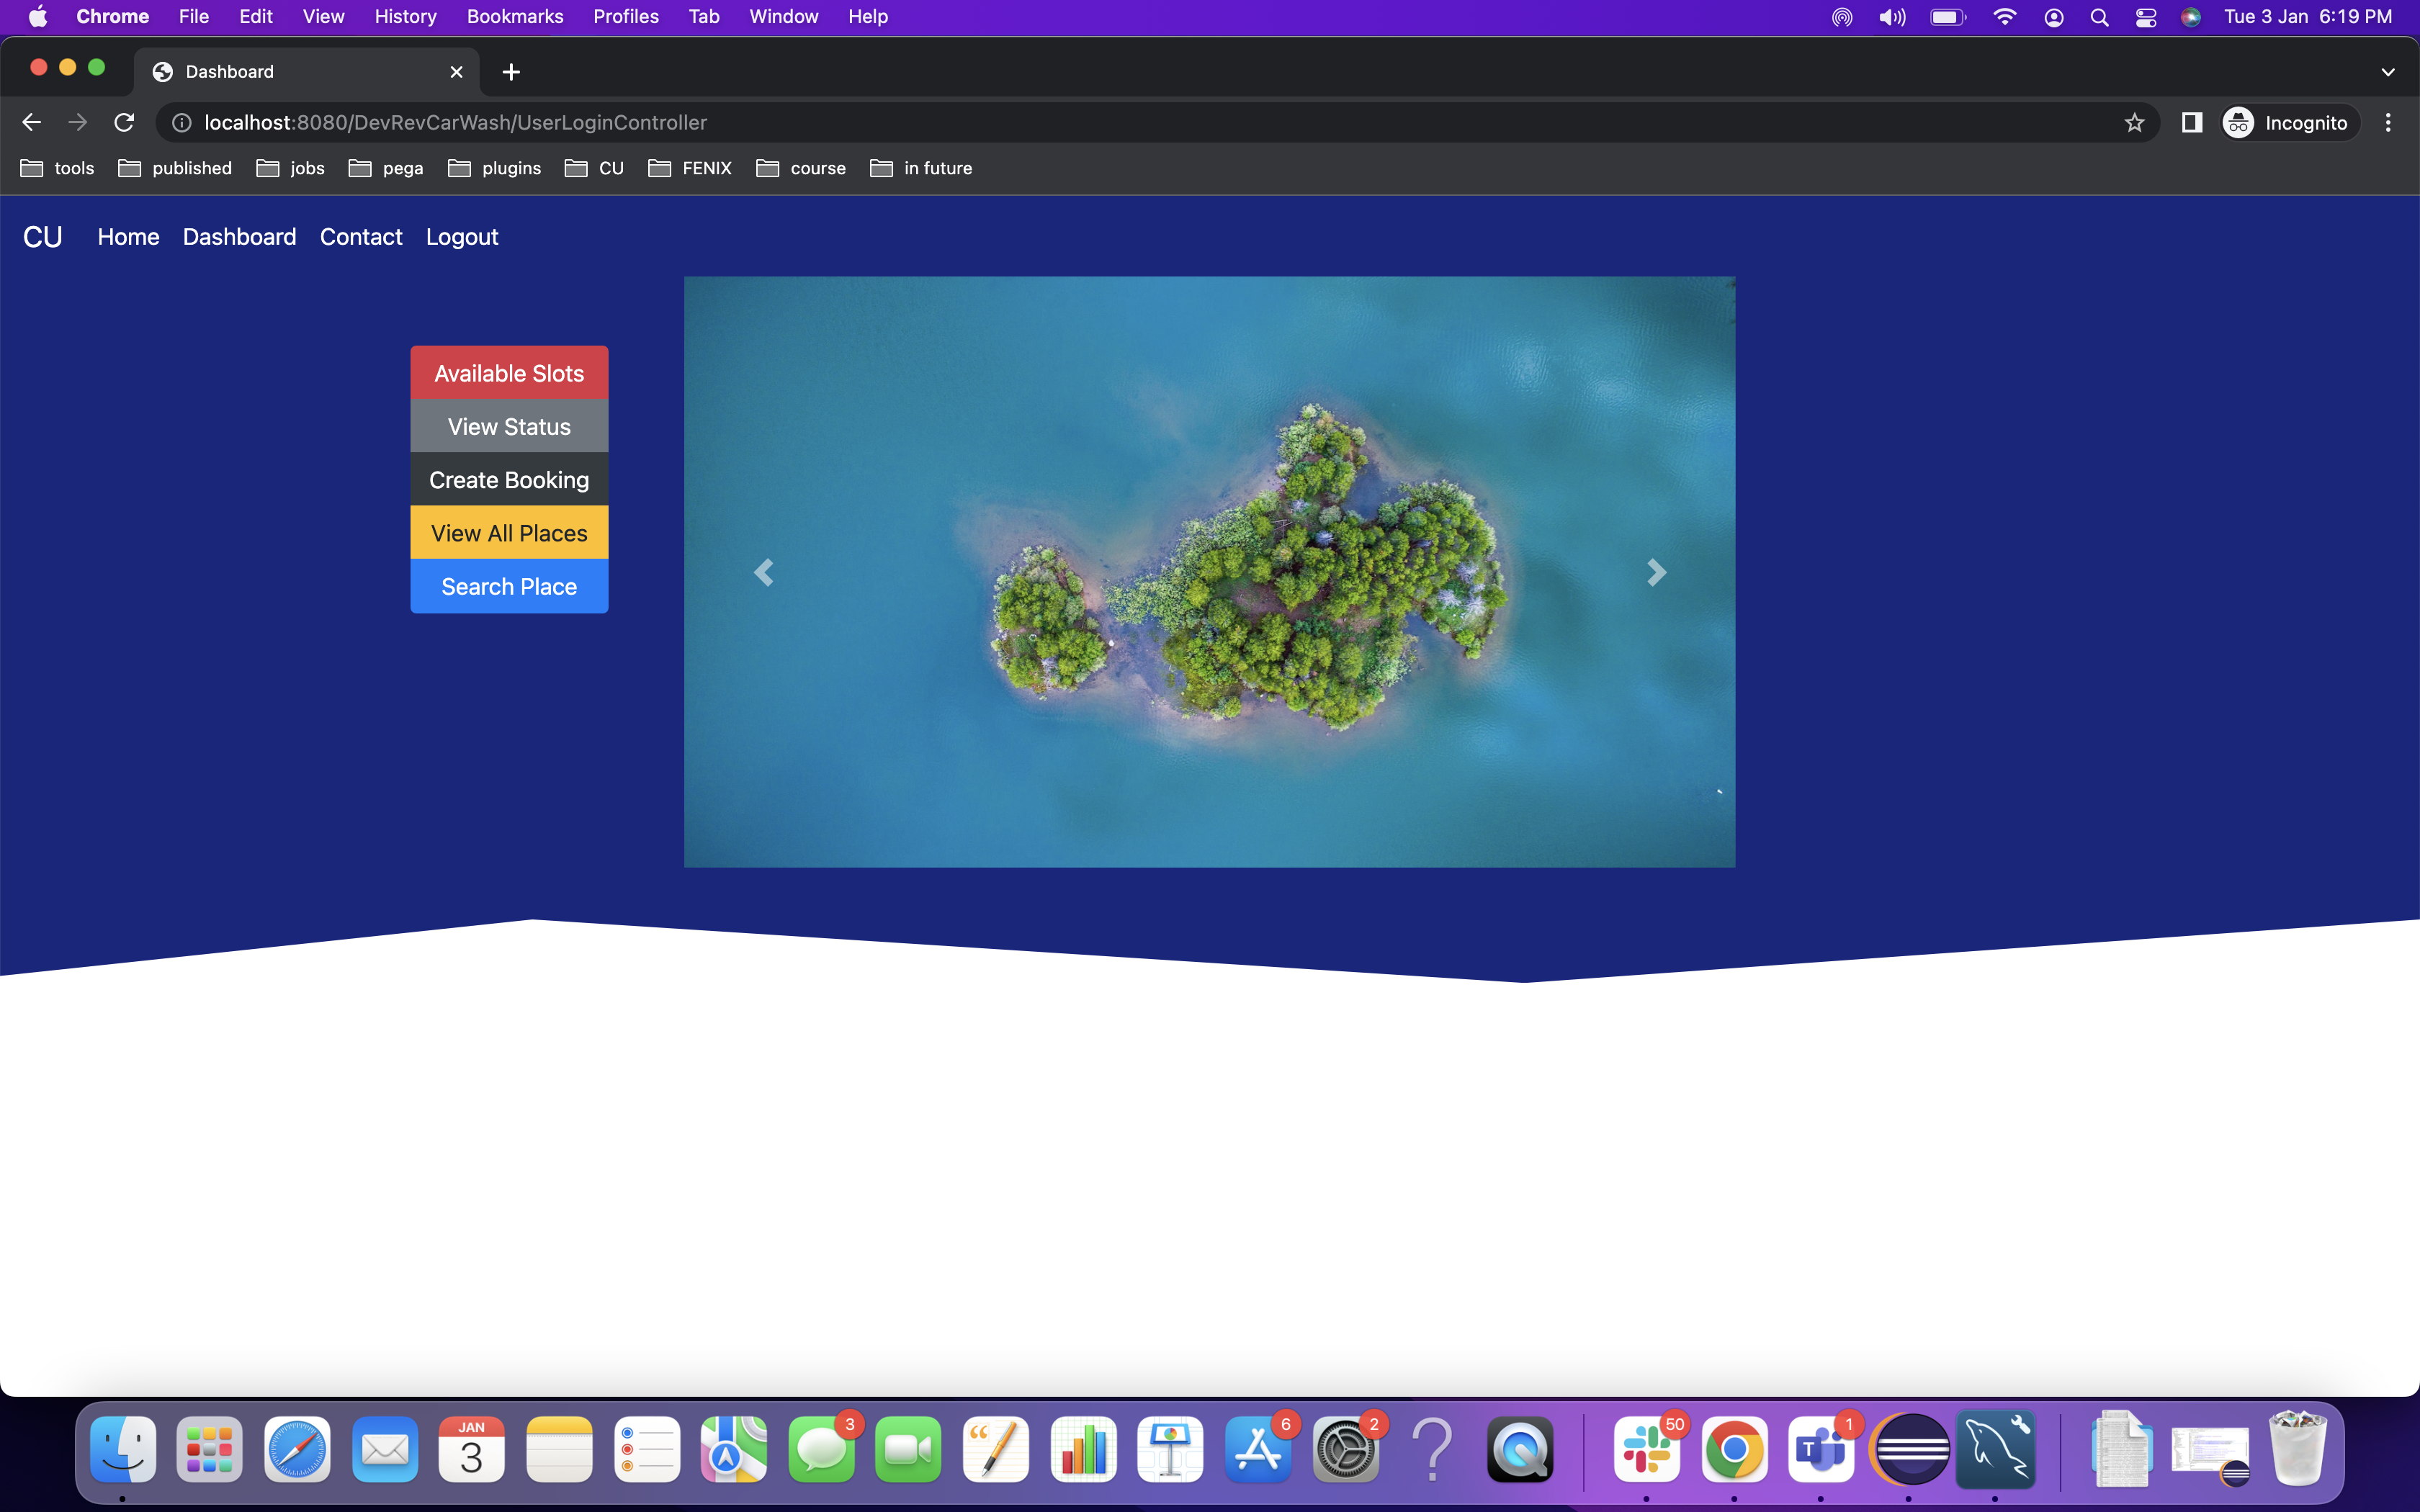 Chrome File Edit View History Bookmarks Profiles Tab Window Help Tue 3 Jan 6:19 PM
Dashboard
localhost:8080/DevRevCarWash/UserLoginController Incognito
tools published jobs pega plugins CU FENIX course in future
CU Home Dashboard Contact Logout
Available Slots
View Status
Create Booking
View All Places
Search Place
JAN
3
3
6
2
50
1
T